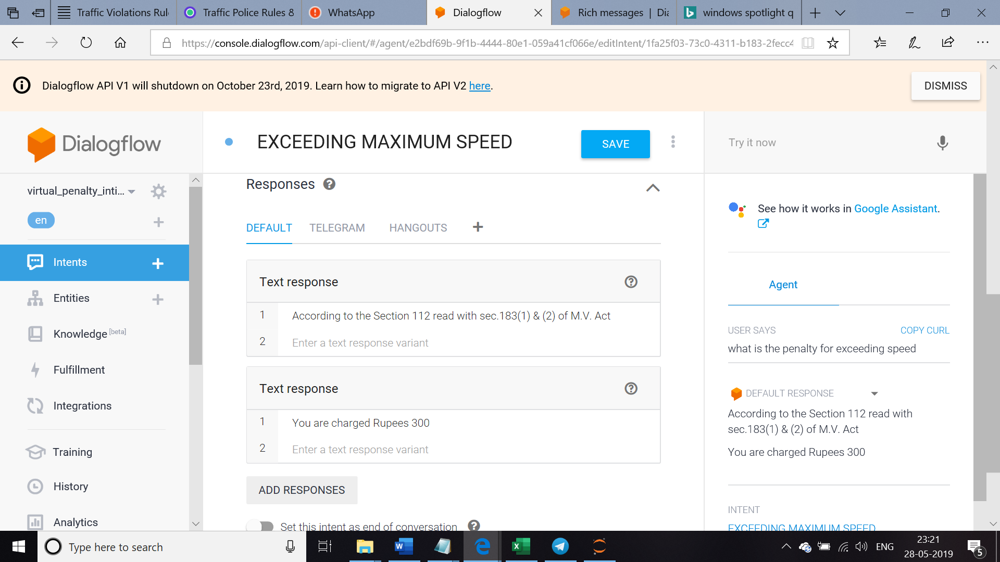 Traffic Violations Rul
Traffic Police Rules &
WhatsApp
Dialogflow
Rich messages | Dia
windows spotlight q
https://console.dialogflow.com/api-client/#/agent/e2bdf69b-9f1b-4444-80e1-059a41cf066e/editIntent/1fa25f03-73c0-4311-b183-2fecc4
Dialogflow API V1 will shutdown on October 23rd, 2019. Learn how to migrate to API V2 here.
DISMISS
Dialogflow
EXCEEDING MAXIMUM SPEED
SAVE
Try it now
virtual_penalty_inti...
en
Intents
Entities
Knowledge [beta]
Fulfillment
Integrations
Training
History
Analytics
Responses
DEFAULT TELEGRAM HANGOUTS
Text response
1 According to the Section 112 read with sec.183(1) & (2) of M.V. Act
2 Enter a text response variant
Text response
1 You are charged Rupees 300
2 Enter a text response variant
ADD RESPONSES
Set this intent as end of conversation
See how it works in Google Assistant.
Agent
USER SAYS COPY CURL
what is the penalty for exceeding speed
DEFAULT RESPONSE
According to the Section 112 read with
sec.183(1) & (2) of M.V. Act
You are charged Rupees 300
INTENT
EXCEEDING MAXIMUM SPEED
Type here to search
ENG
23:21
28-05-2019
5